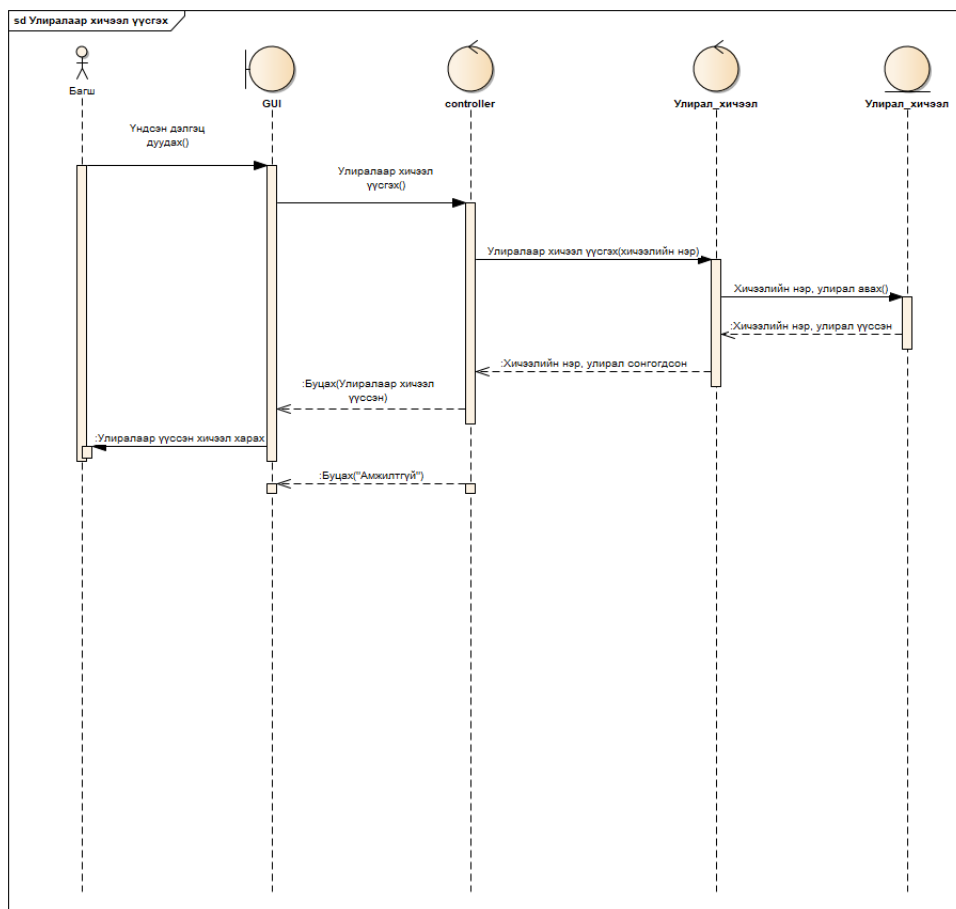 sd Улиралаар хичээл үүсгэх
Багш
GUI
controller
Улирал_хичээл
Улирал_хичээл
Үндсэн дэлгэц
дуудах()
Улиралаар хичээл
үүсгэх()
Улиралаар хичээл үүсгэх(хичээлийн нэр)
Хичээлийн нэр, улирал авах()
:Хичээлийн нэр, улирал үүссэн
:Хичээлийн нэр, улирал сонгогдсон
:Буцах(Улиралаар хичээл
үүссэн)
:Улиралаар үүссэн хичээл харах
:Буцах("Амжилтгүй")